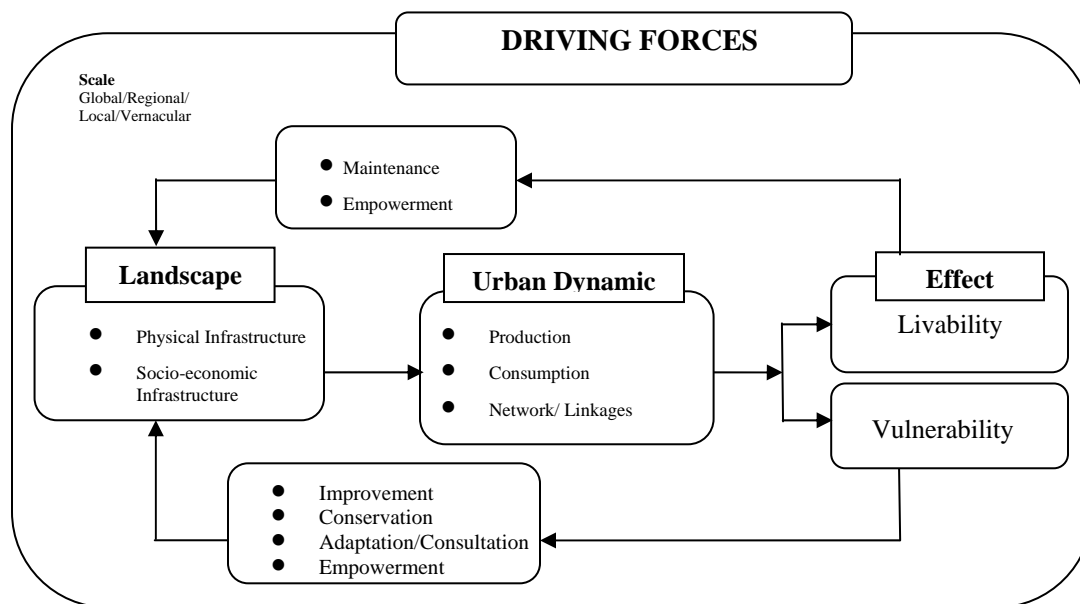 DRIVING FORCES
Scale
Global/Regional/
Local/Vernacular
● Maintenance
● Empowerment
Landscape
● Physical Infrastructure
● Socio-economic
Infrastructure
Urban Dynamic
● Production
● Consumption
● Network/ Linkages
Effect
Livability
Vulnerability
● Improvement
● Conservation
● Adaptation/Consultation
● Empowerment